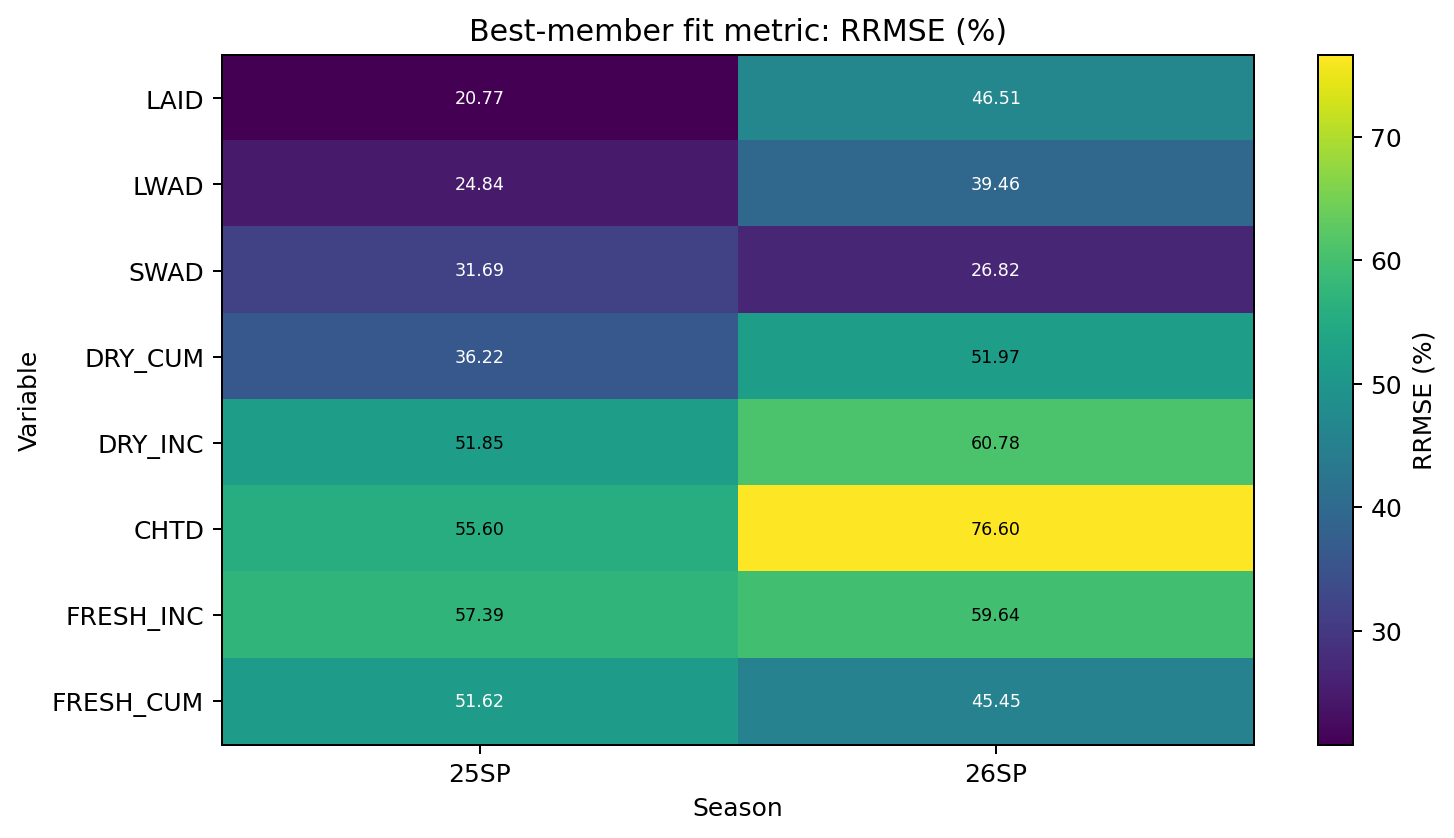 Best-member fit metric: RRMSE (%)
Variable
LAID 20.77 46.51
LWAD 24.84 39.46
SWAD 31.69 26.82
DRY_CUM 36.22 51.97
DRY_INC 51.85 60.78
CHTD 55.60 76.60
FRESH_INC 57.39 59.64
FRESH_CUM 51.62 45.45
25SP 26SP
Season
70
60
50
40
30
RRMSE (%)